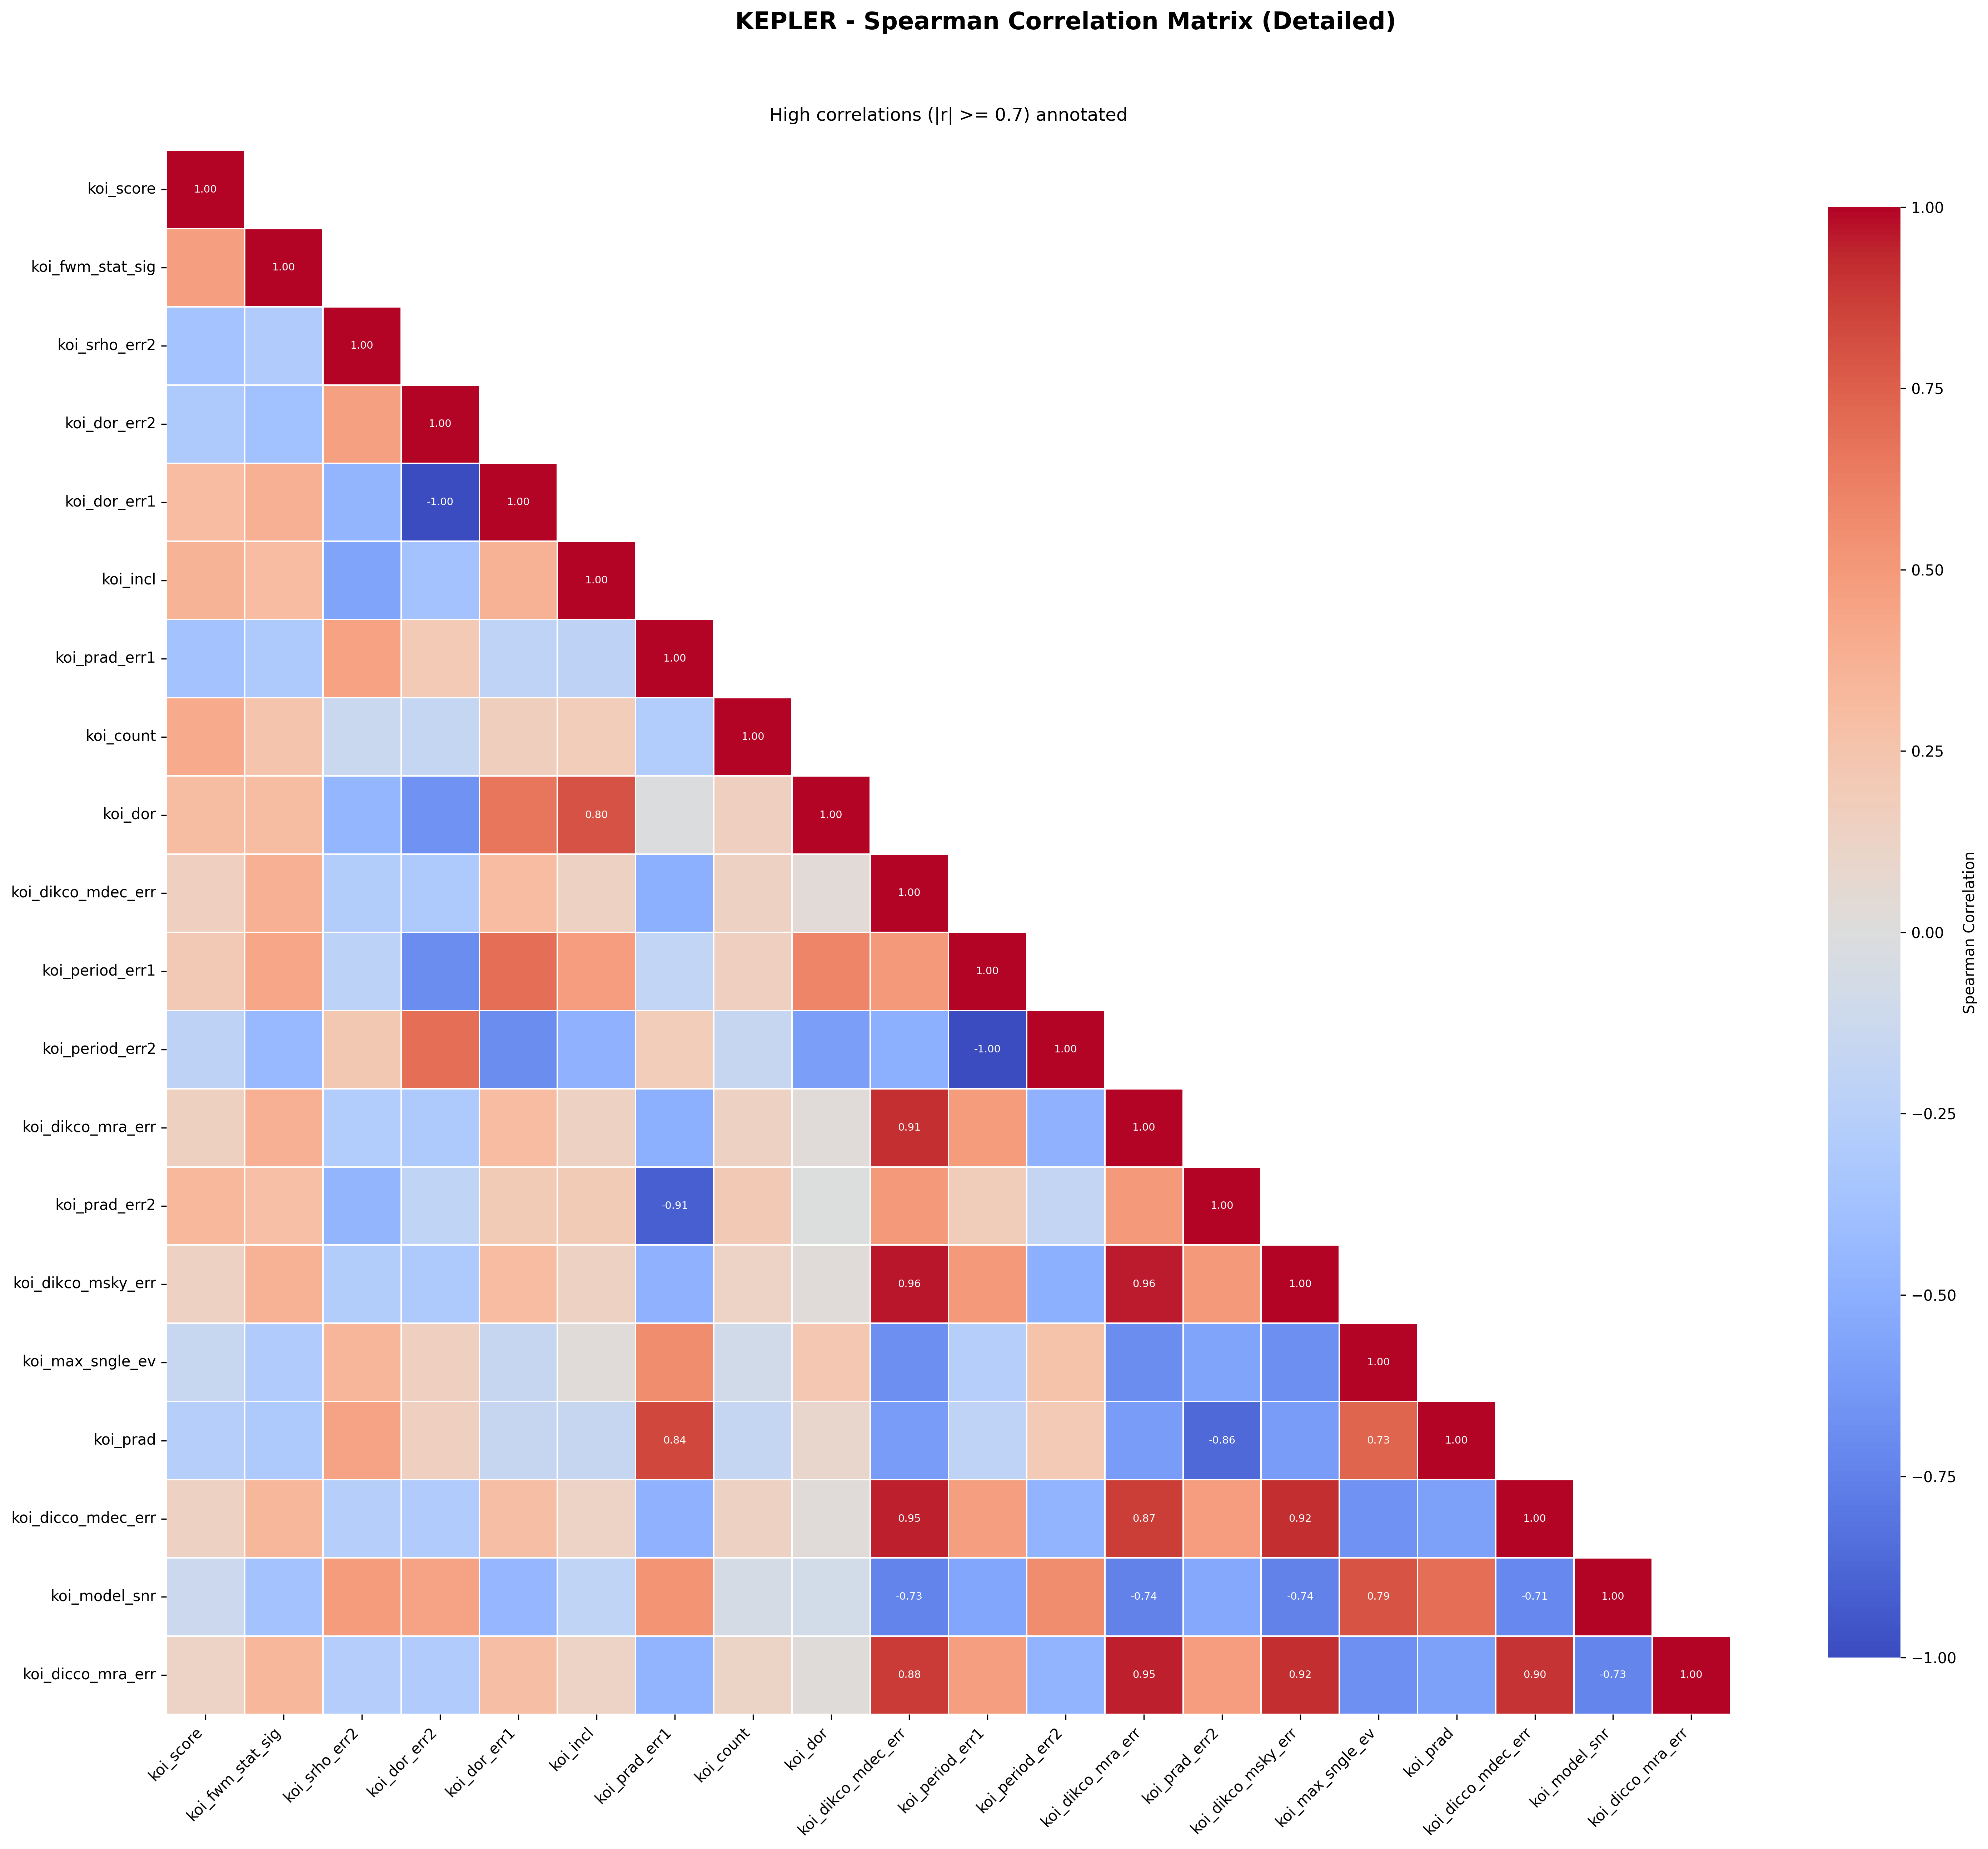 KEPLER - Spearman Correlation Matrix (Detailed)
High correlations (|r| >= 0.7) annotated
koi_score 1.00
koi_fwm_stat_sig 1.00
koi_srho_err2 1.00
koi_dor_err2 1.00
koi_dor_err1 -1.00 1.00
koi_incl 1.00
koi_prad_err1 1.00
koi_count 1.00
koi_dor 0.80 1.00
koi_dikco_mdec_err 1.00
koi_period_err1 1.00
koi_period_err2 -1.00 1.00
koi_dikco_mra_err 0.91 1.00
koi_prad_err2 -0.91 1.00
koi_dikco_msky_err 0.96 0.96 1.00
koi_max_sngle_ev 1.00
koi_prad 0.84 -0.86 0.73 1.00
koi_dicco_mdec_err 0.95 0.87 0.92 1.00
koi_model_snr -0.73 -0.74 -0.74 0.79 -0.71 1.00
koi_dicco_mra_err 0.88 0.95 0.92 0.90 -0.73 1.00
koi_score
koi_fwm_stat_sig
koi_srho_err2
koi_dor_err2
koi_dor_err1
koi_incl
koi_prad_err1
koi_count
koi_dor
koi_dikco_mdec_err
koi_period_err1
koi_period_err2
koi_dikco_mra_err
koi_prad_err2
koi_dikco_msky_err
koi_max_sngle_ev
koi_prad
koi_dicco_mdec_err
koi_model_snr
koi_dicco_mra_err
1.00
0.75
0.50
0.25
0.00
−0.25
−0.50
−0.75
−1.00
Spearman Correlation